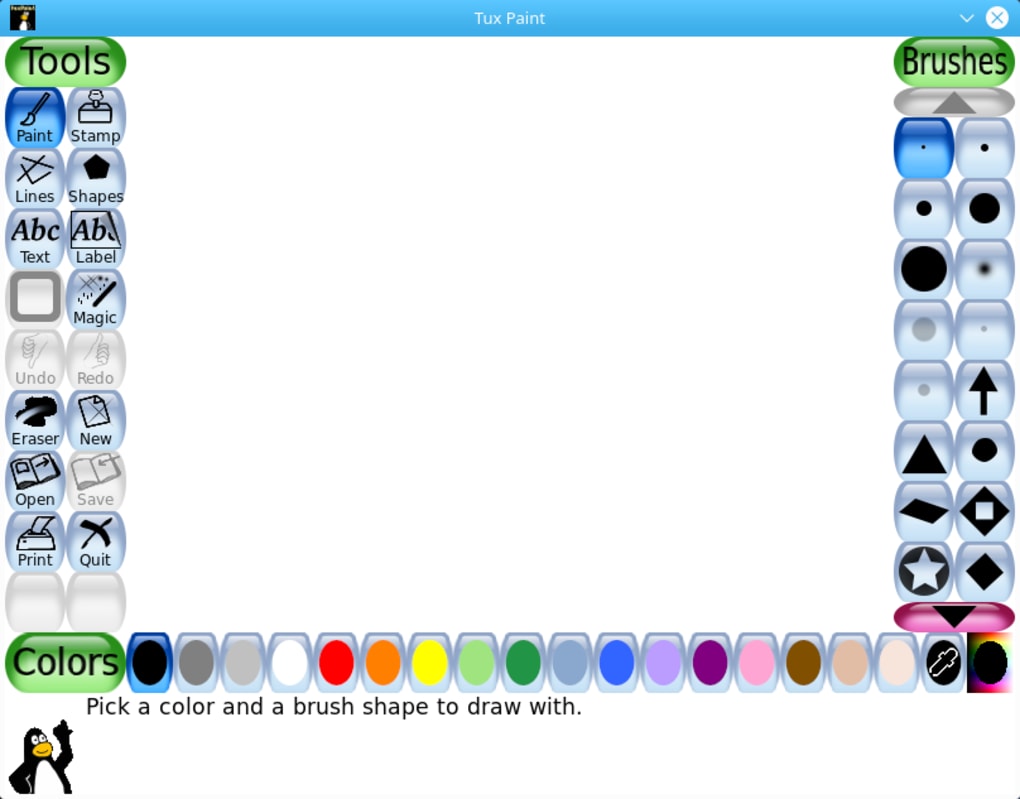 Tux Paint
Tools
Brushes
Paint
Stamp
Lines
Shapes
Abc
Abc
Text
Label
Magic
Undo
Redo
Eraser
New
Open
Save
Print
Quit
Colors
Pick a color and a brush shape to draw with.